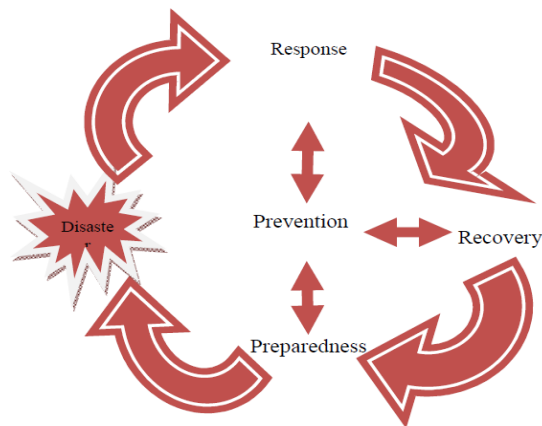 Response
Prevention
Disaste
r
Recovery
Preparedness